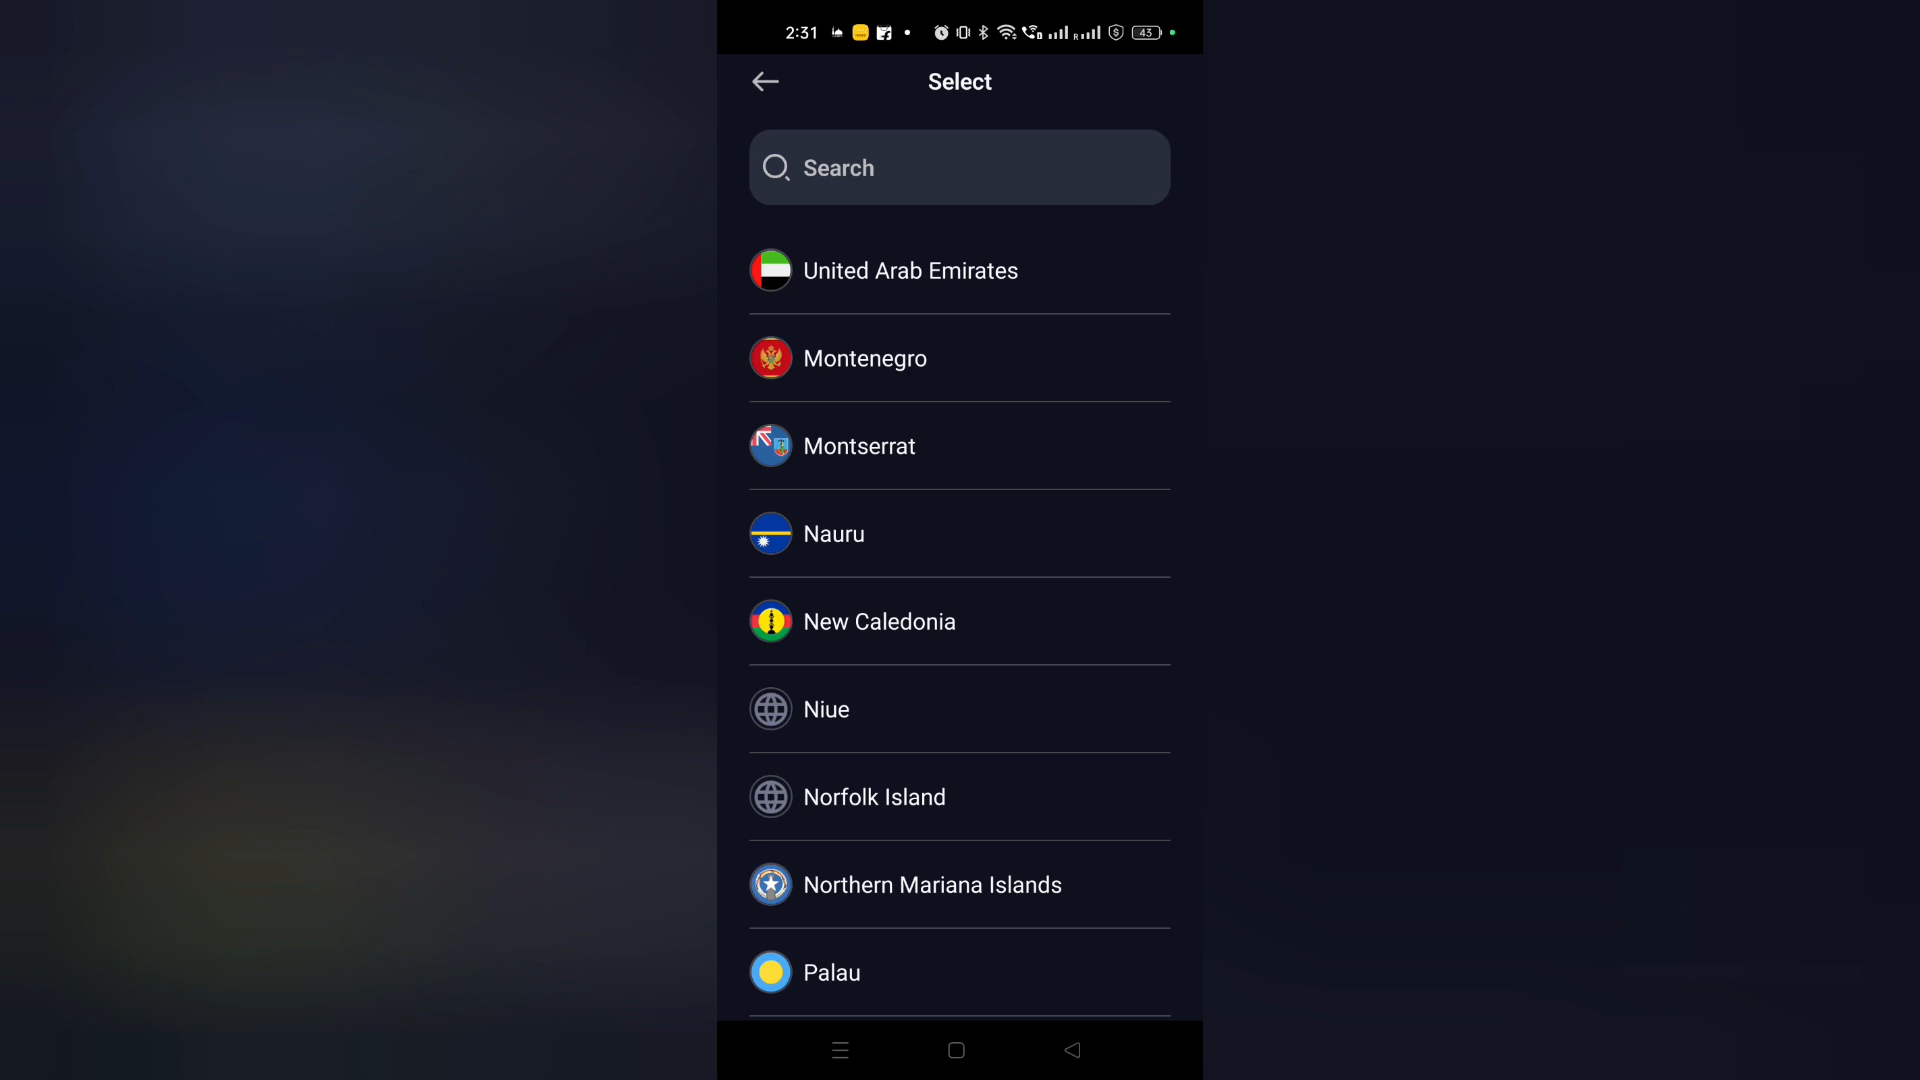 2:31
43
Select
Search
United Arab Emirates
Montenegro
Montserrat
Nauru
New Caledonia
Niue
Norfolk Island
Northern Mariana Islands
Palau